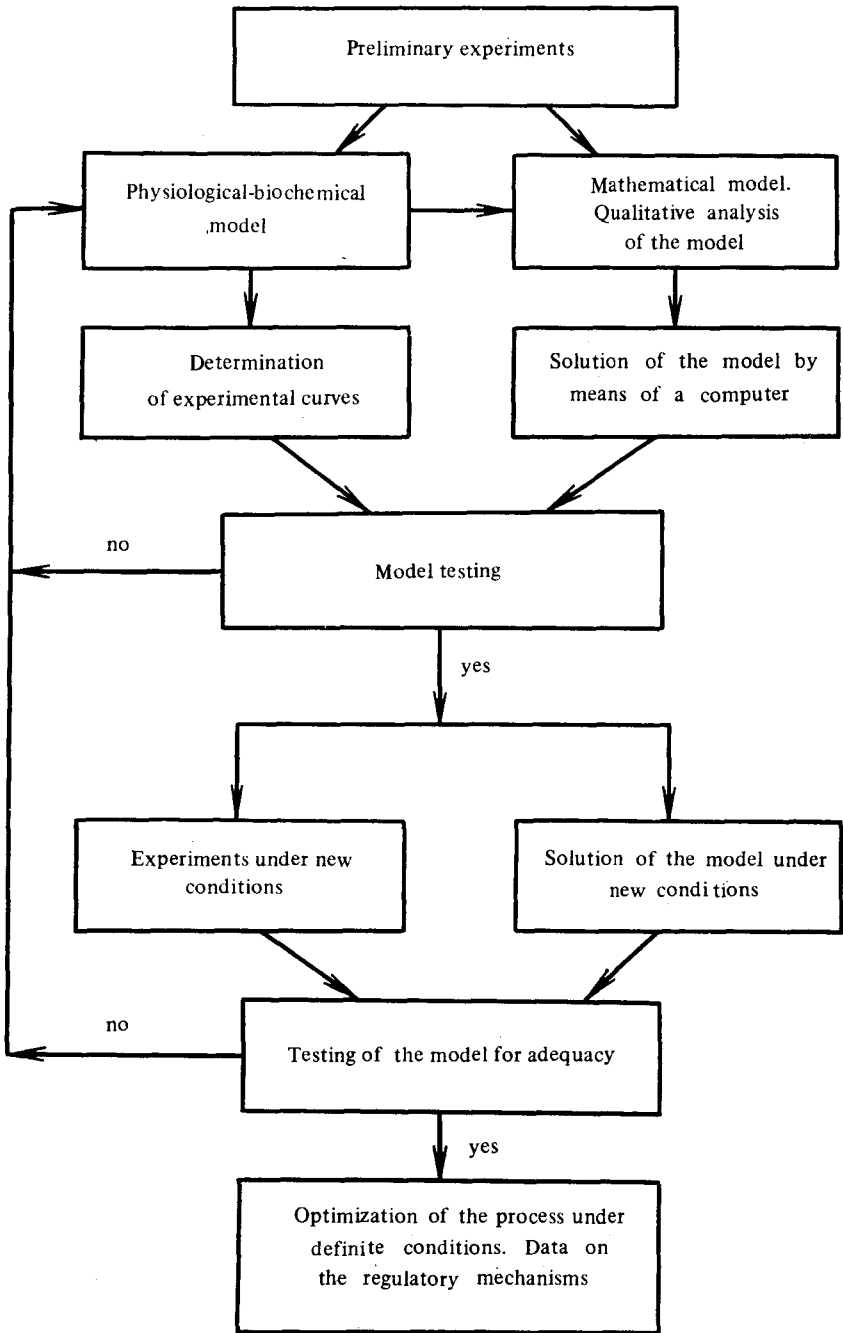 Preliminary experiments
Physiological-biochemical
model
Mathematical model.
Qualitative analysis
of the model
Determination
of experimental curves
Solution of the model by
means of a computer
no
Model testing
yes
Experiments under new
conditions
Solution of the model under
new conditions
no
Testing of the model for adequacy
yes
Optimization of the process under
definite conditions. Data on
the regulatory mechanisms